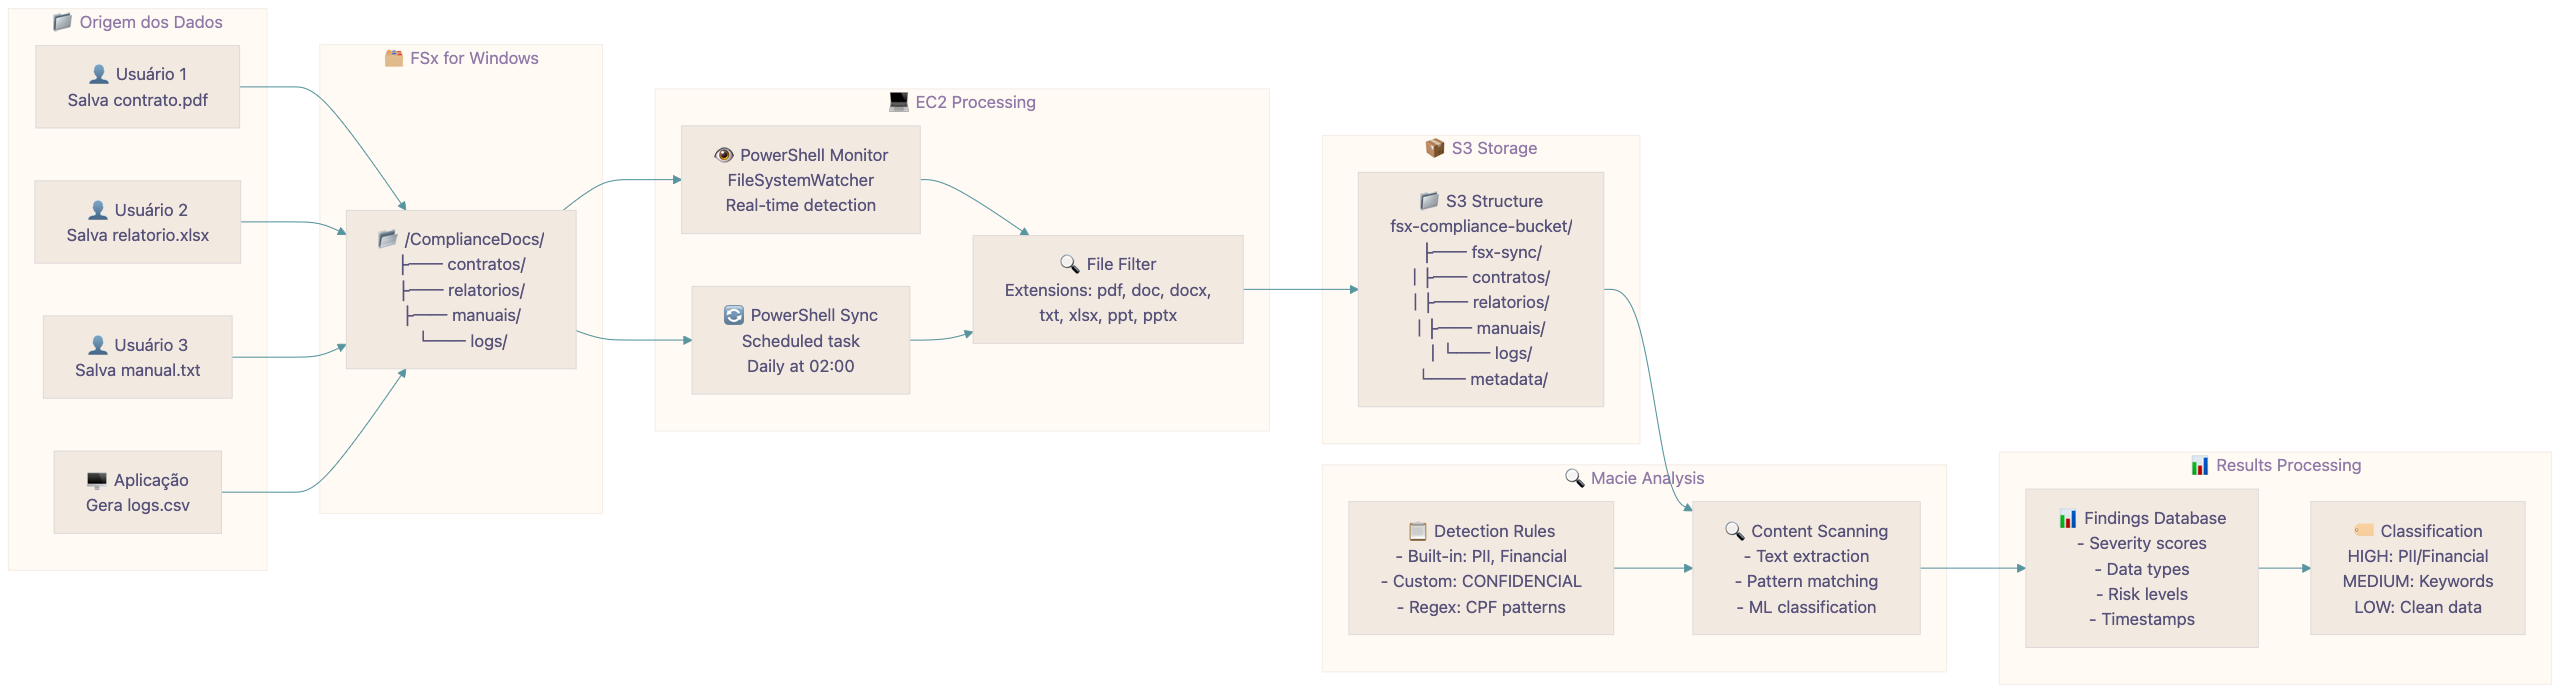 📁 Origem dos Dados
👤 Usuário 1
Salva contrato.pdf
👤 Usuário 2
Salva relatorio.xlsx
👤 Usuário 3
Salva manual.txt
🖥️ Aplicação
Gera logs.csv
🗂️ FSx for Windows
📂 /ComplianceDocs/
├── contratos/
├── relatorios/
├── manuais/
└── logs/
💻 EC2 Processing
👁️ PowerShell Monitor
FileSystemWatcher
Real-time detection
🔄 PowerShell Sync
Scheduled task
Daily at 02:00
🔍 File Filter
Extensions: pdf, doc, docx,
txt, xlsx, ppt, pptx
📦 S3 Storage
📁 S3 Structure
fsx-compliance-bucket/
├── fsx-sync/
│ ├── contratos/
│ ├── relatorios/
│ ├── manuais/
│ └── logs/
└── metadata/
🔍 Macie Analysis
📋 Detection Rules
- Built-in: PII, Financial
- Custom: CONFIDENCIAL
- Regex: CPF patterns
🔍 Content Scanning
- Text extraction
- Pattern matching
- ML classification
📊 Results Processing
📊 Findings Database
- Severity scores
- Data types
- Risk levels
- Timestamps
🏷️ Classification
HIGH: PII/Financial
MEDIUM: Keywords
LOW: Clean data